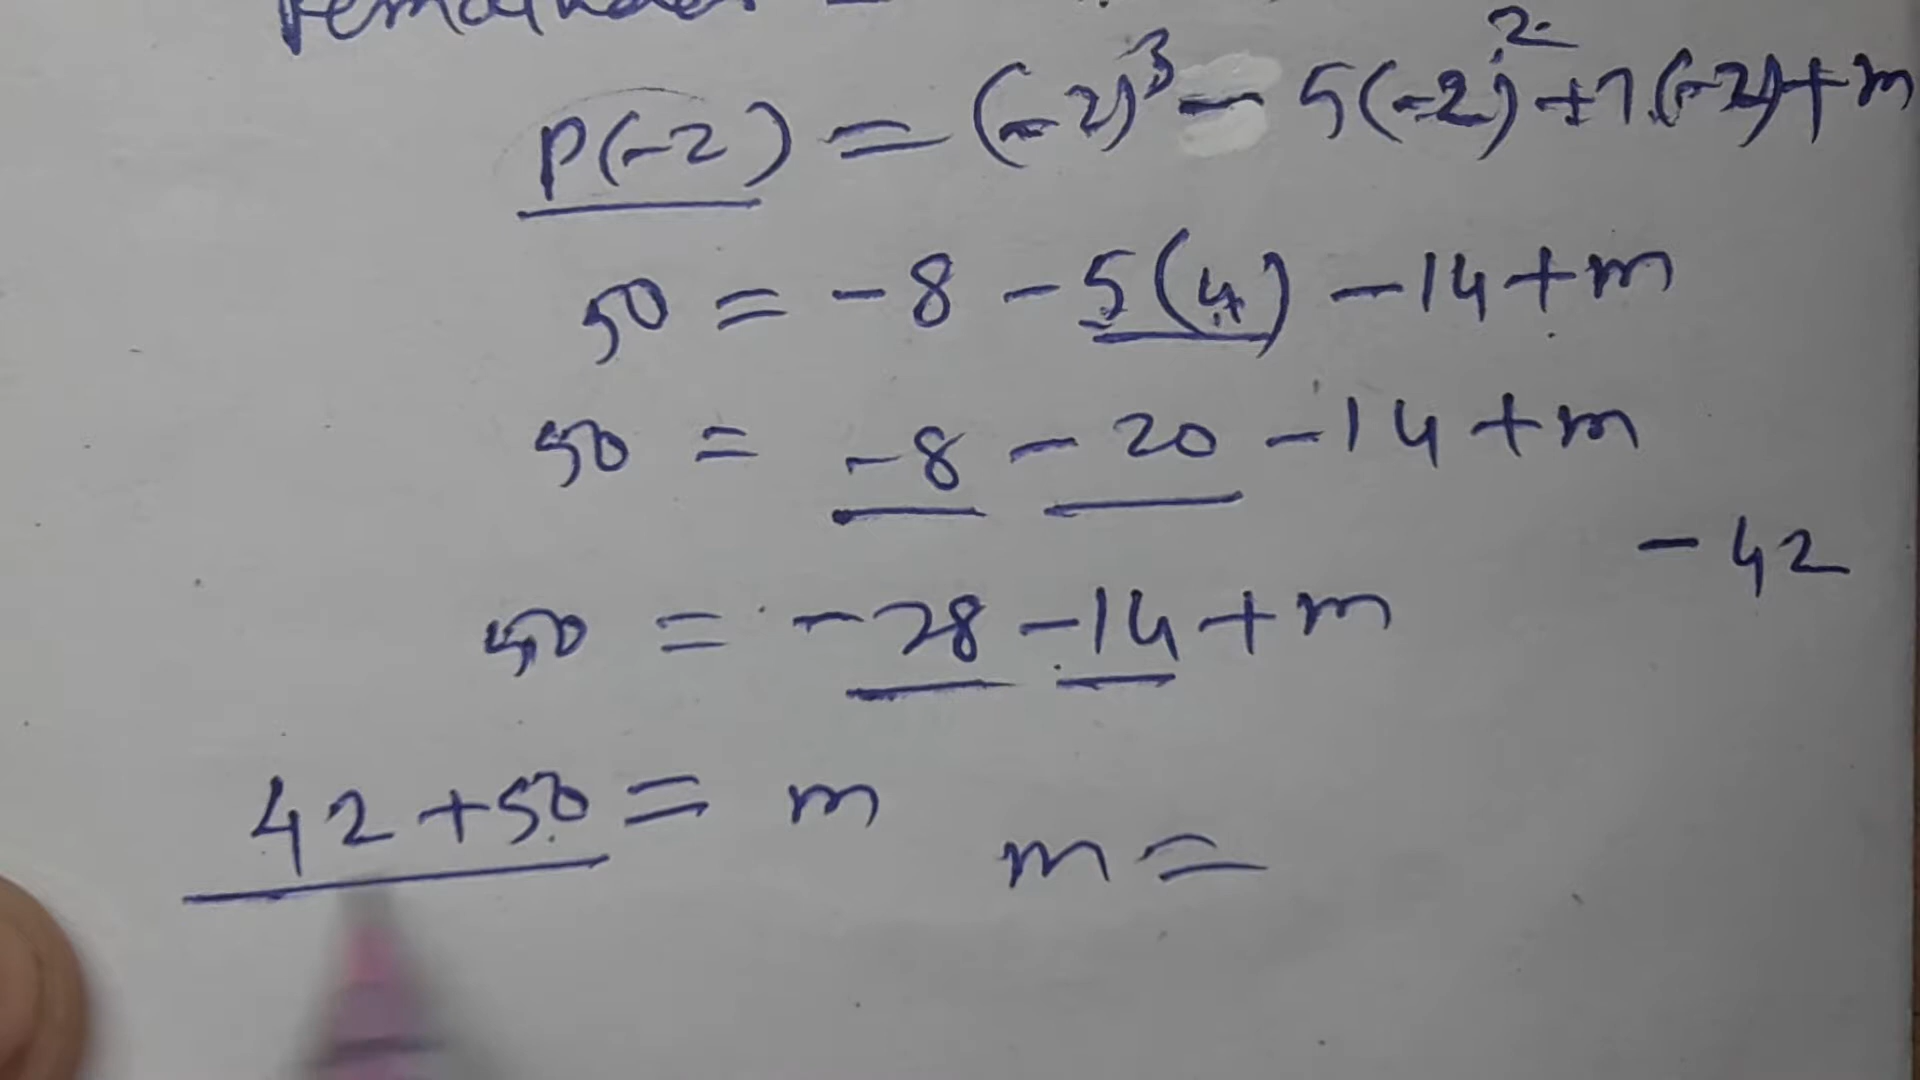 remainder =
P(-2) = (-2)³ - 5(-2)² + 7(-2) + m
50 = -8 - 5(4) - 14 + m
50 = -8 - 20 - 14 + m
- 42
50 = -28 - 14 + m
42 + 50 = m
m =